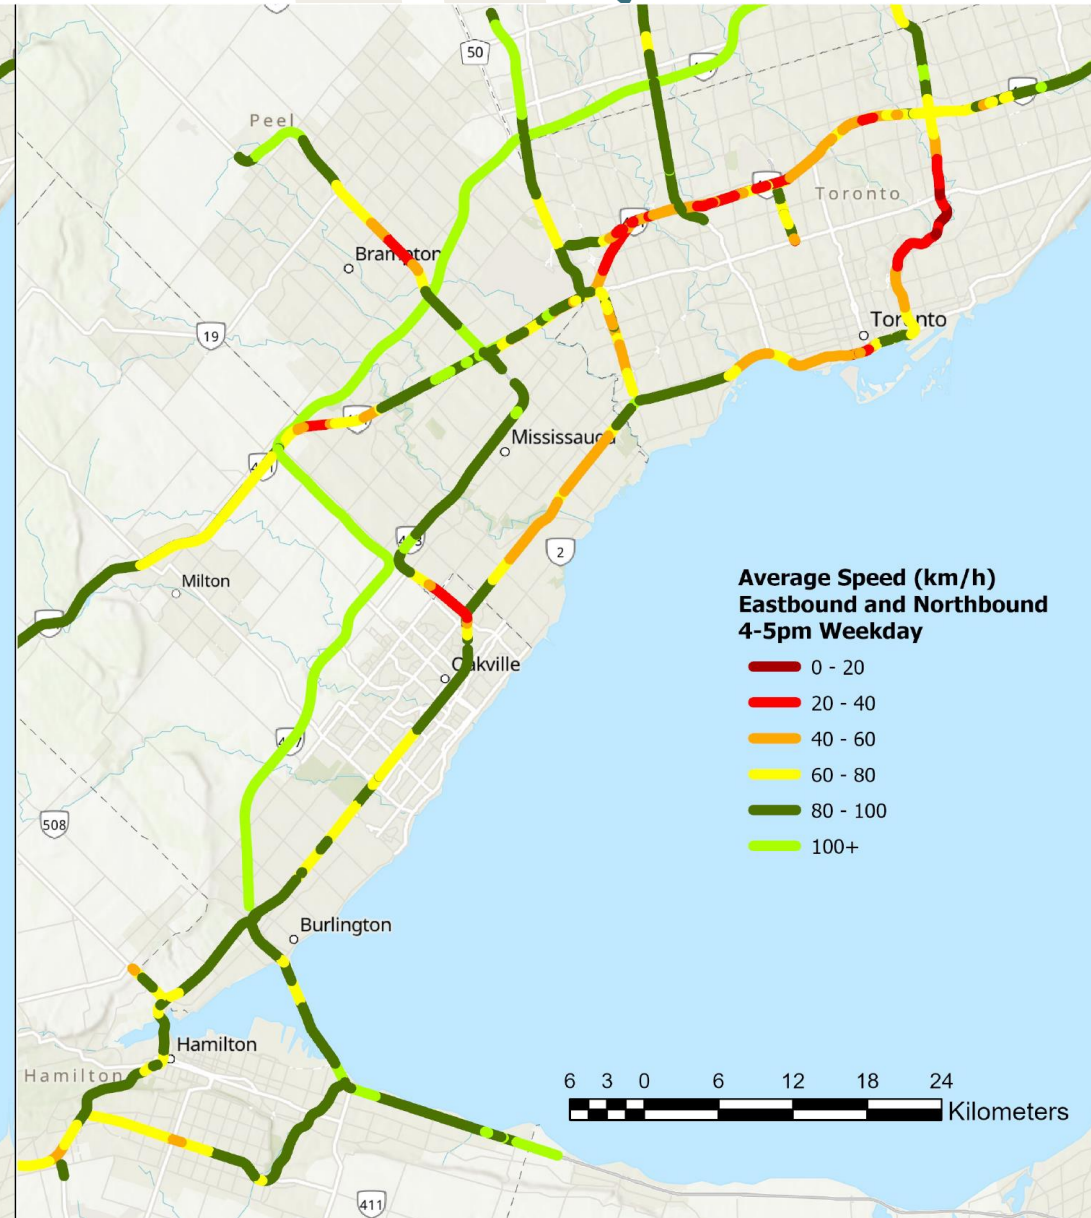 50
Peel
Toronto
Brampton
19
Toronto
Mississauga
2
Milton
Average Speed (km/h)
Eastbound and Northbound
4-5pm Weekday
0 - 20
20 - 40
40 - 60
60 - 80
80 - 100
100+
Oakville
508
Burlington
Hamilton
Hamilton
6 3 0 6 12 18 24
Kilometers
411